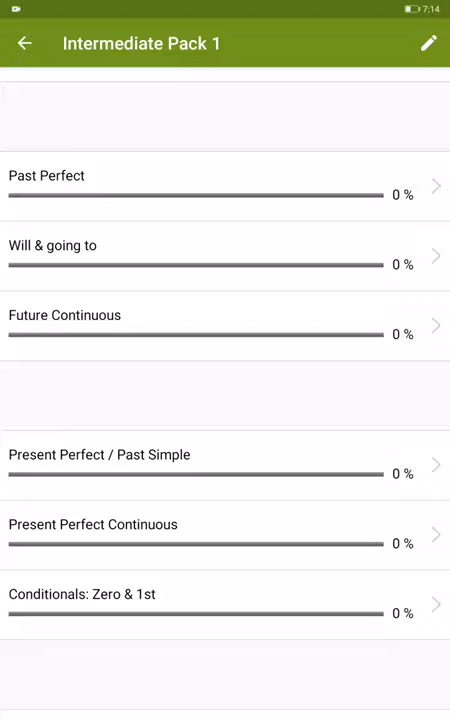 7:14
Intermediate Pack 1
Past Perfect
0 %
Will & going to
0 %
Future Continuous
0 %
Present Perfect / Past Simple
0 %
Present Perfect Continuous
0 %
Conditionals: Zero & 1st
0 %